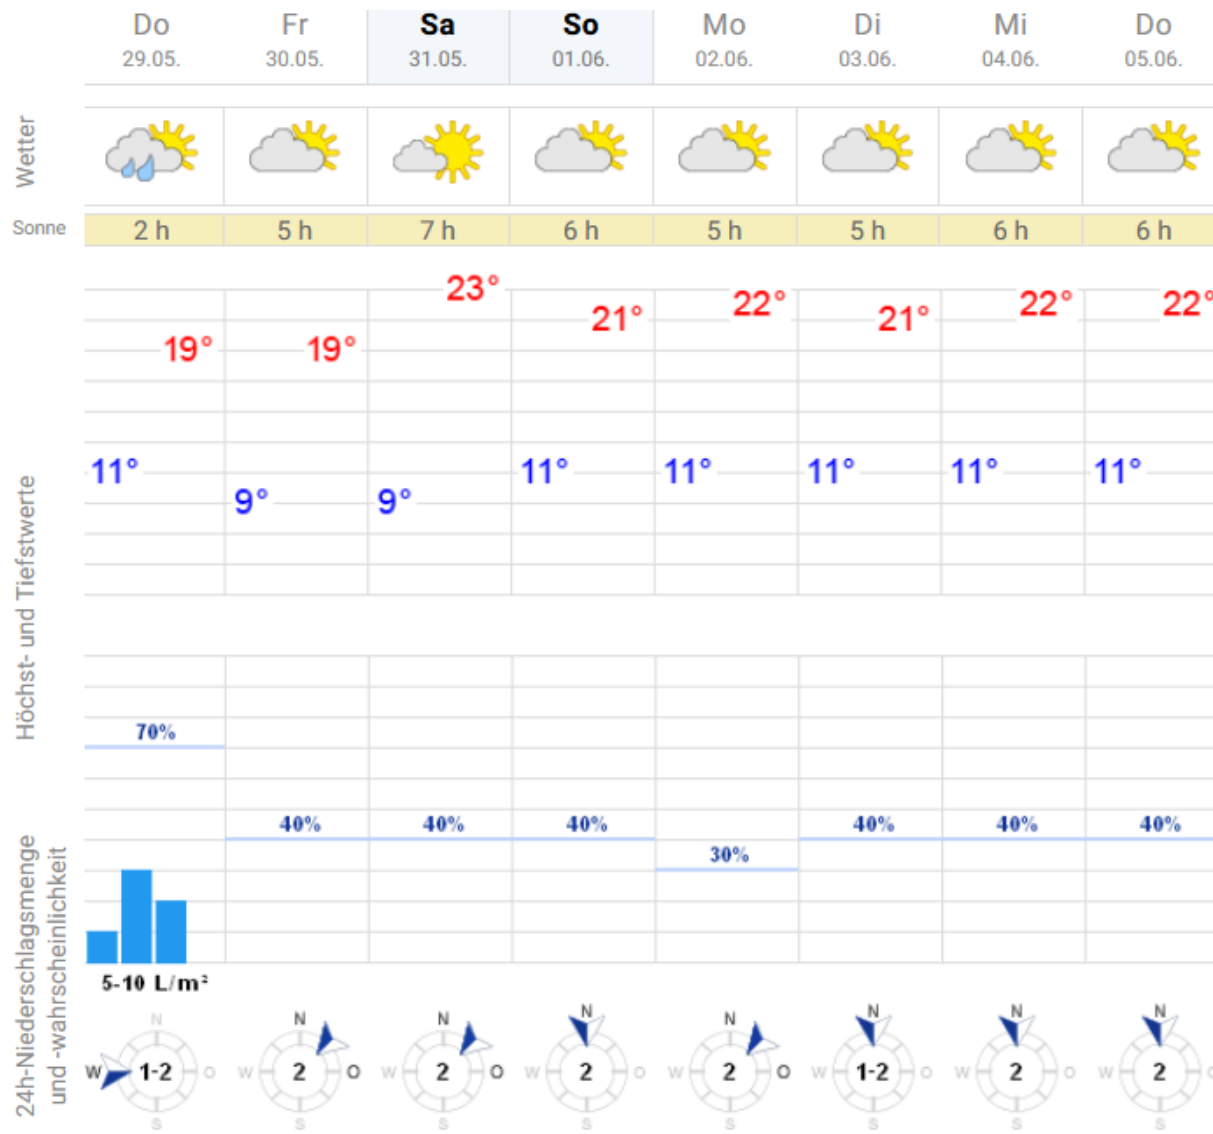 Do Fr Sa So Mo Di Mi Do
29.05. 30.05. 31.05. 01.06. 02.06. 03.06. 04.06. 05.06.
Wetter
Sonne 2 h 5 h 7 h 6 h 5 h 5 h 6 h 6 h
Höchst- und Tiefstwerte
23°
22° 22° 22°
21° 21°
19° 19°
11° 11° 11° 11° 11° 11°
9° 9°
24h-Niederschlagsmenge
und -wahrscheinlichkeit
70%
40% 40% 40% 40% 40% 40%
30%
5-10 L/m²
N N N N N N N N
W 1-2 O W 2 O W 2 O W 2 O W 2 O W 1-2 O W 2 O W 2 O
S S S S S S S S